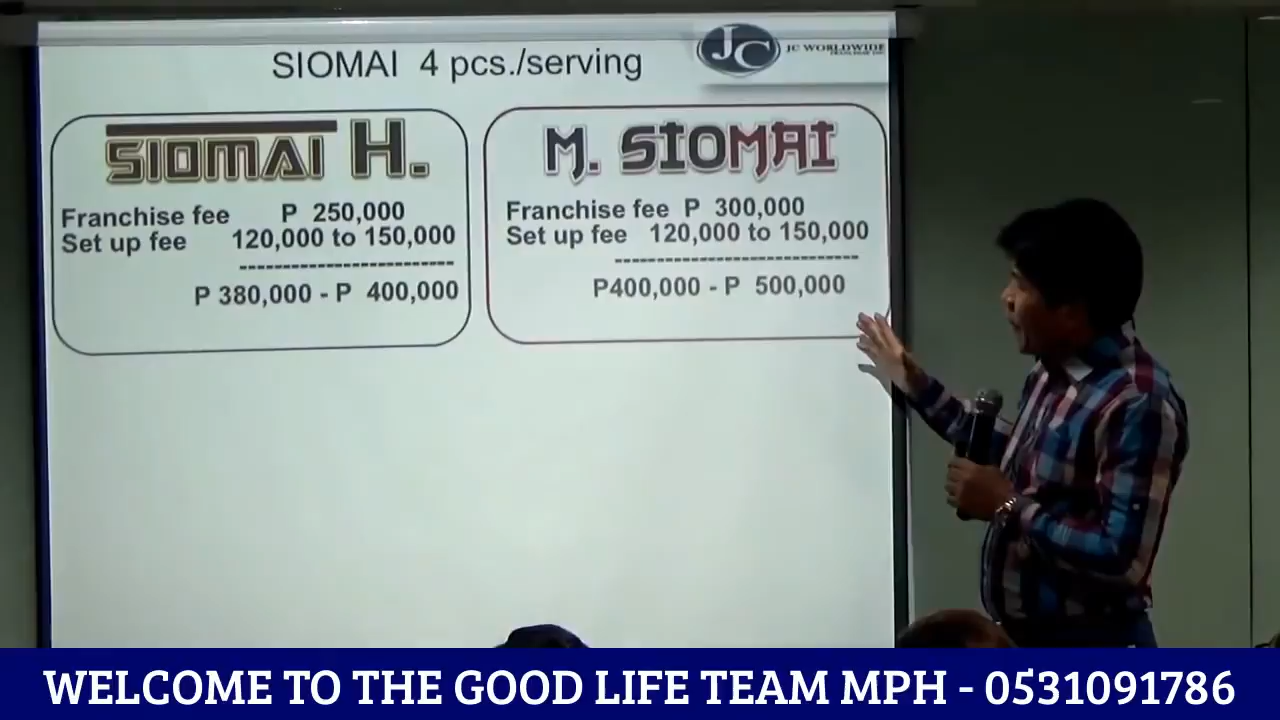 SIOMAI 4 pcs./serving
JC
JC WORLDWIDE
SIOMAI H.
Franchise fee P 250,000
Set up fee 120,000 to 150,000
-------------------------
P 380,000 - P 400,000
M. SIOMAI
Franchise fee P 300,000
Set up fee 120,000 to 150,000
----------------------------
P400,000 - P 500,000
WELCOME TO THE GOOD LIFE TEAM MPH - 0531091786